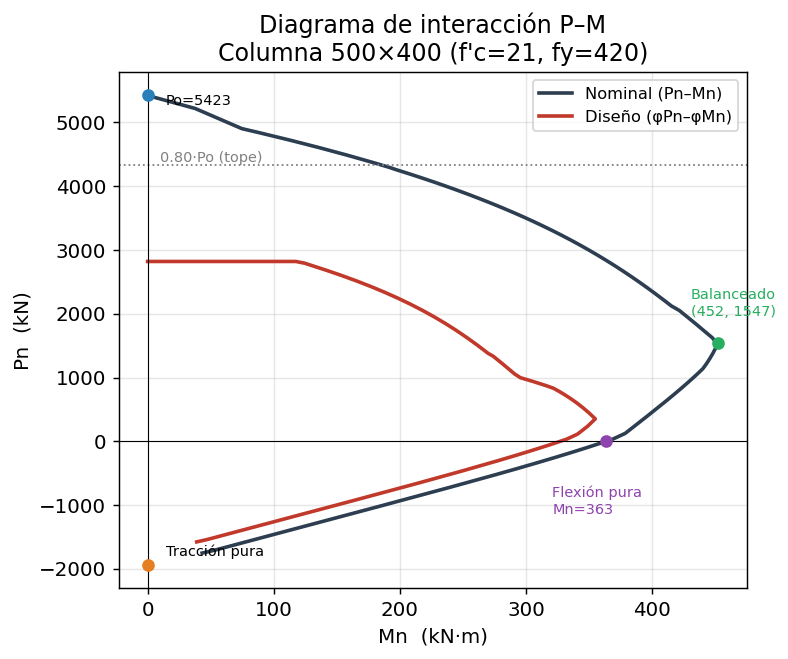 Diagrama de interacción P–M
Columna 500×400 (f'c=21, fy=420)
Nominal (Pn–Mn)
Diseño (φPn–φMn)
Po=5423
0.80·Po (tope)
Balanceado
(452, 1547)
Flexión pura
Mn=363
Tracción pura
5000
4000
3000
2000
1000
0
−1000
−2000
Pn (kN)
0
100
200
300
400
Mn (kN·m)